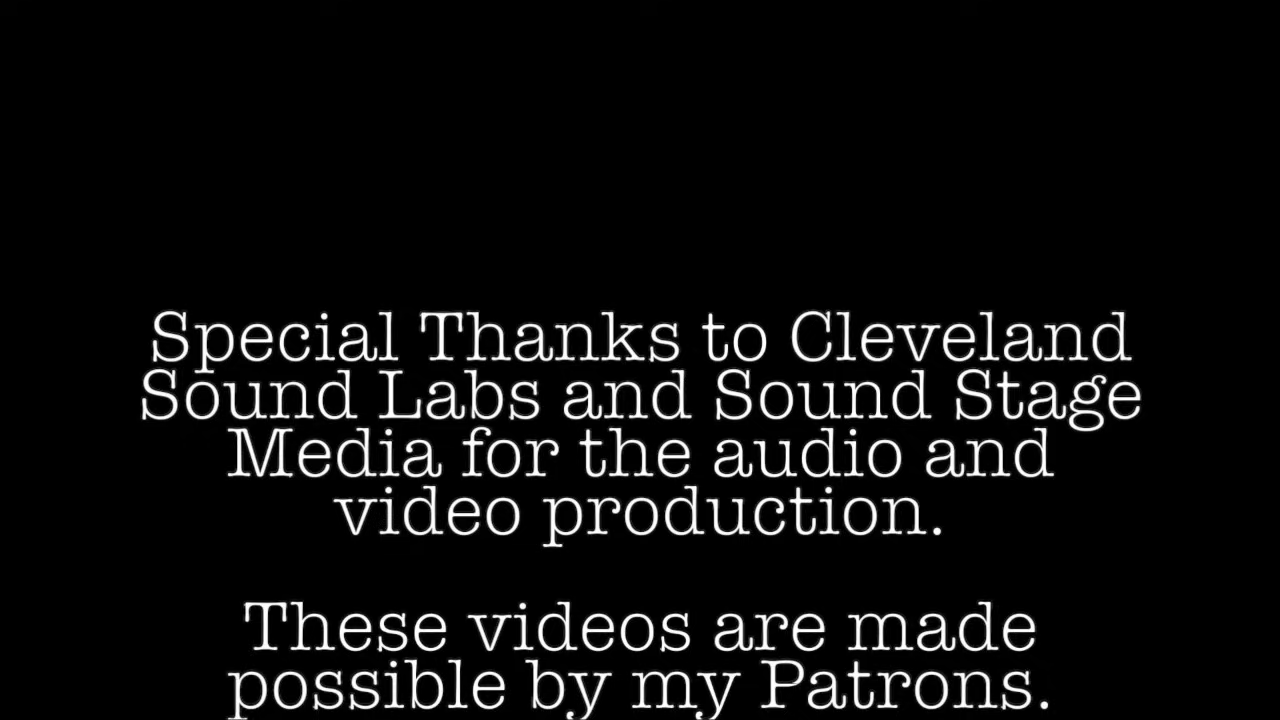 Special Thanks to Cleveland
Sound Labs and Sound Stage
Media for the audio and
video production.
These videos are made
possible by my Patrons.